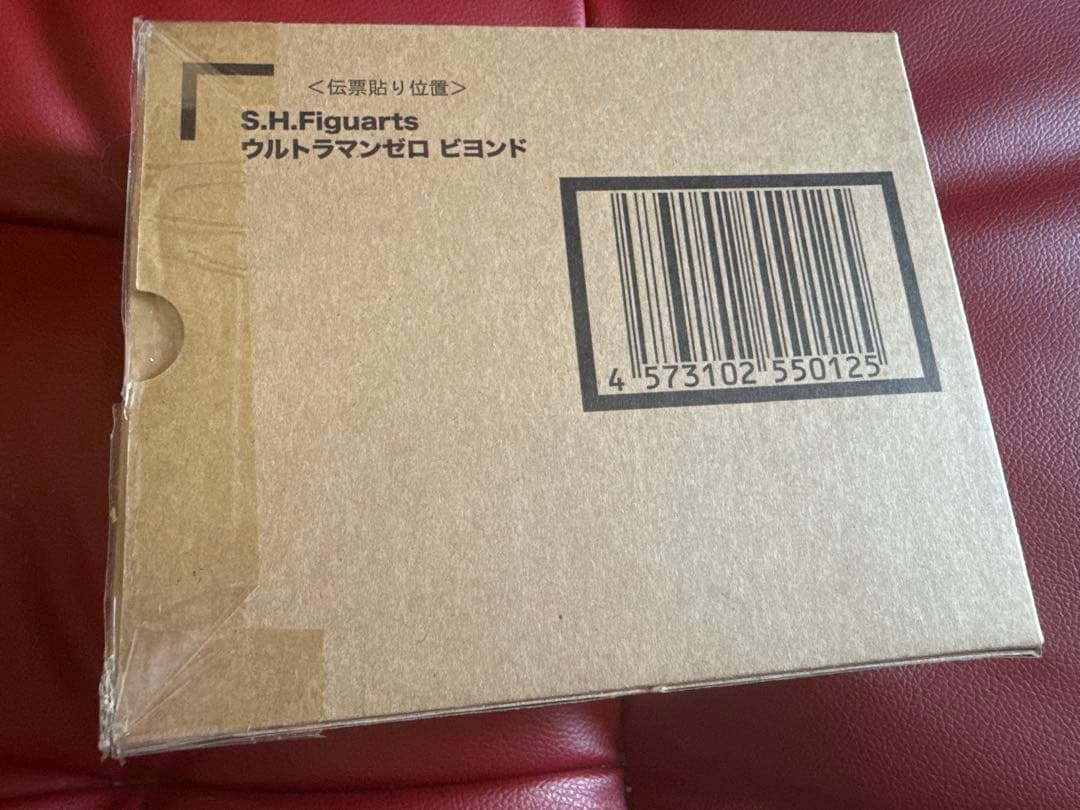 ＜伝票貼り位置＞
S.H.Figuarts
ウルトラマンゼロ ビヨンド
4 573102 550125